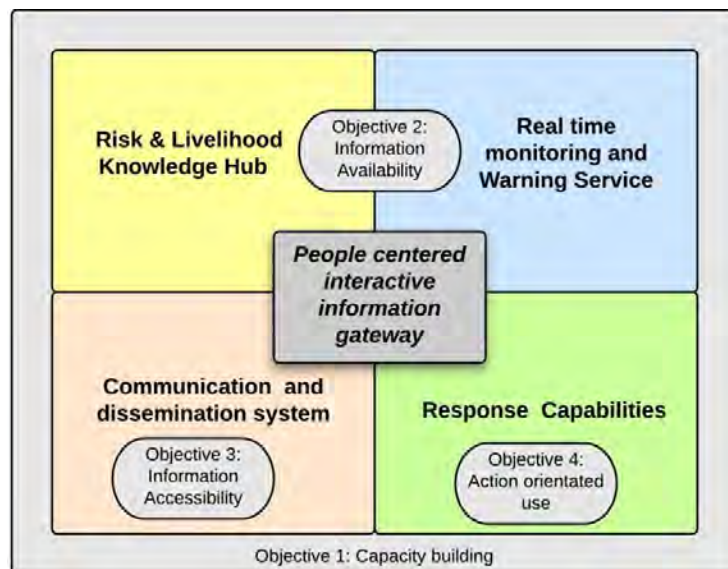 Risk & Livelihood
Knowledge Hub
Objective 2:
Information
Availability
Real time
monitoring and
Warning Service
People centered
interactive
information
gateway
Communication and
dissemination system
Objective 3:
Information
Accessibility
Response Capabilities
Objective 4:
Action orientated
use
Objective 1: Capacity building